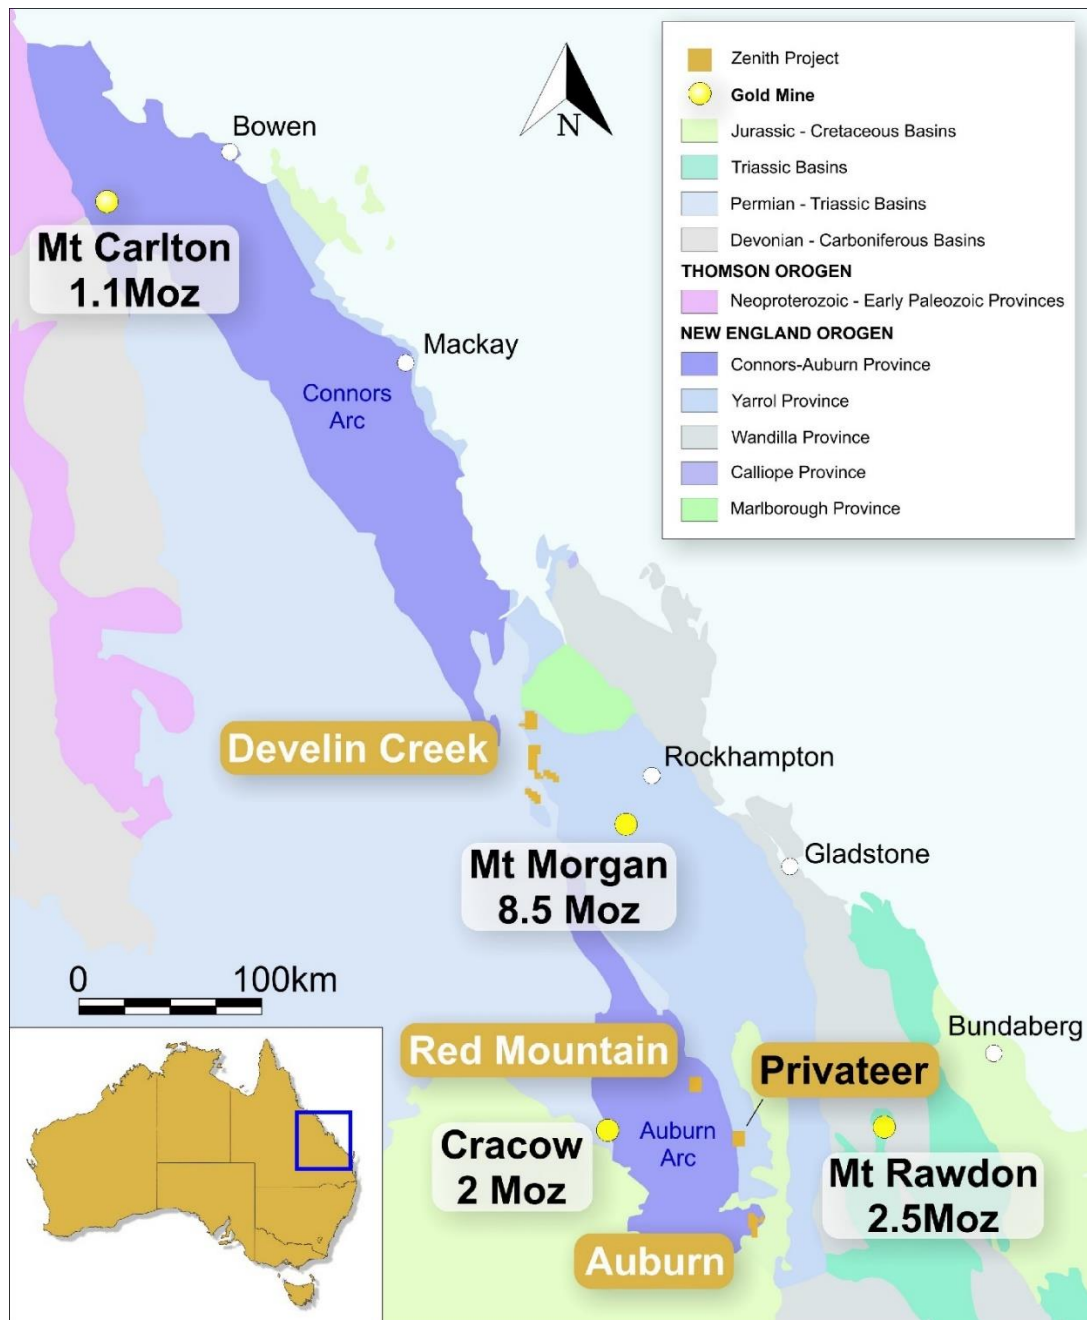 Zenith Project
Gold Mine
Jurassic - Cretaceous Basins
Triassic Basins
Permian - Triassic Basins
Devonian - Carboniferous Basins
THOMSON OROGEN
Neoproterozoic - Early Paleozoic Provinces
NEW ENGLAND OROGEN
Connors-Auburn Province
Yarrol Province
Wandilla Province
Calliope Province
Marlborough Province
N
Bowen
Mt Carlton
1.1Moz
Mackay
Connors
Arc
Develin Creek
Rockhampton
Mt Morgan
8.5 Moz
Gladstone
0 100km
Red Mountain
Privateer
Bundaberg
Cracow
2 Moz
Auburn
Arc
Mt Rawdon
2.5Moz
Auburn